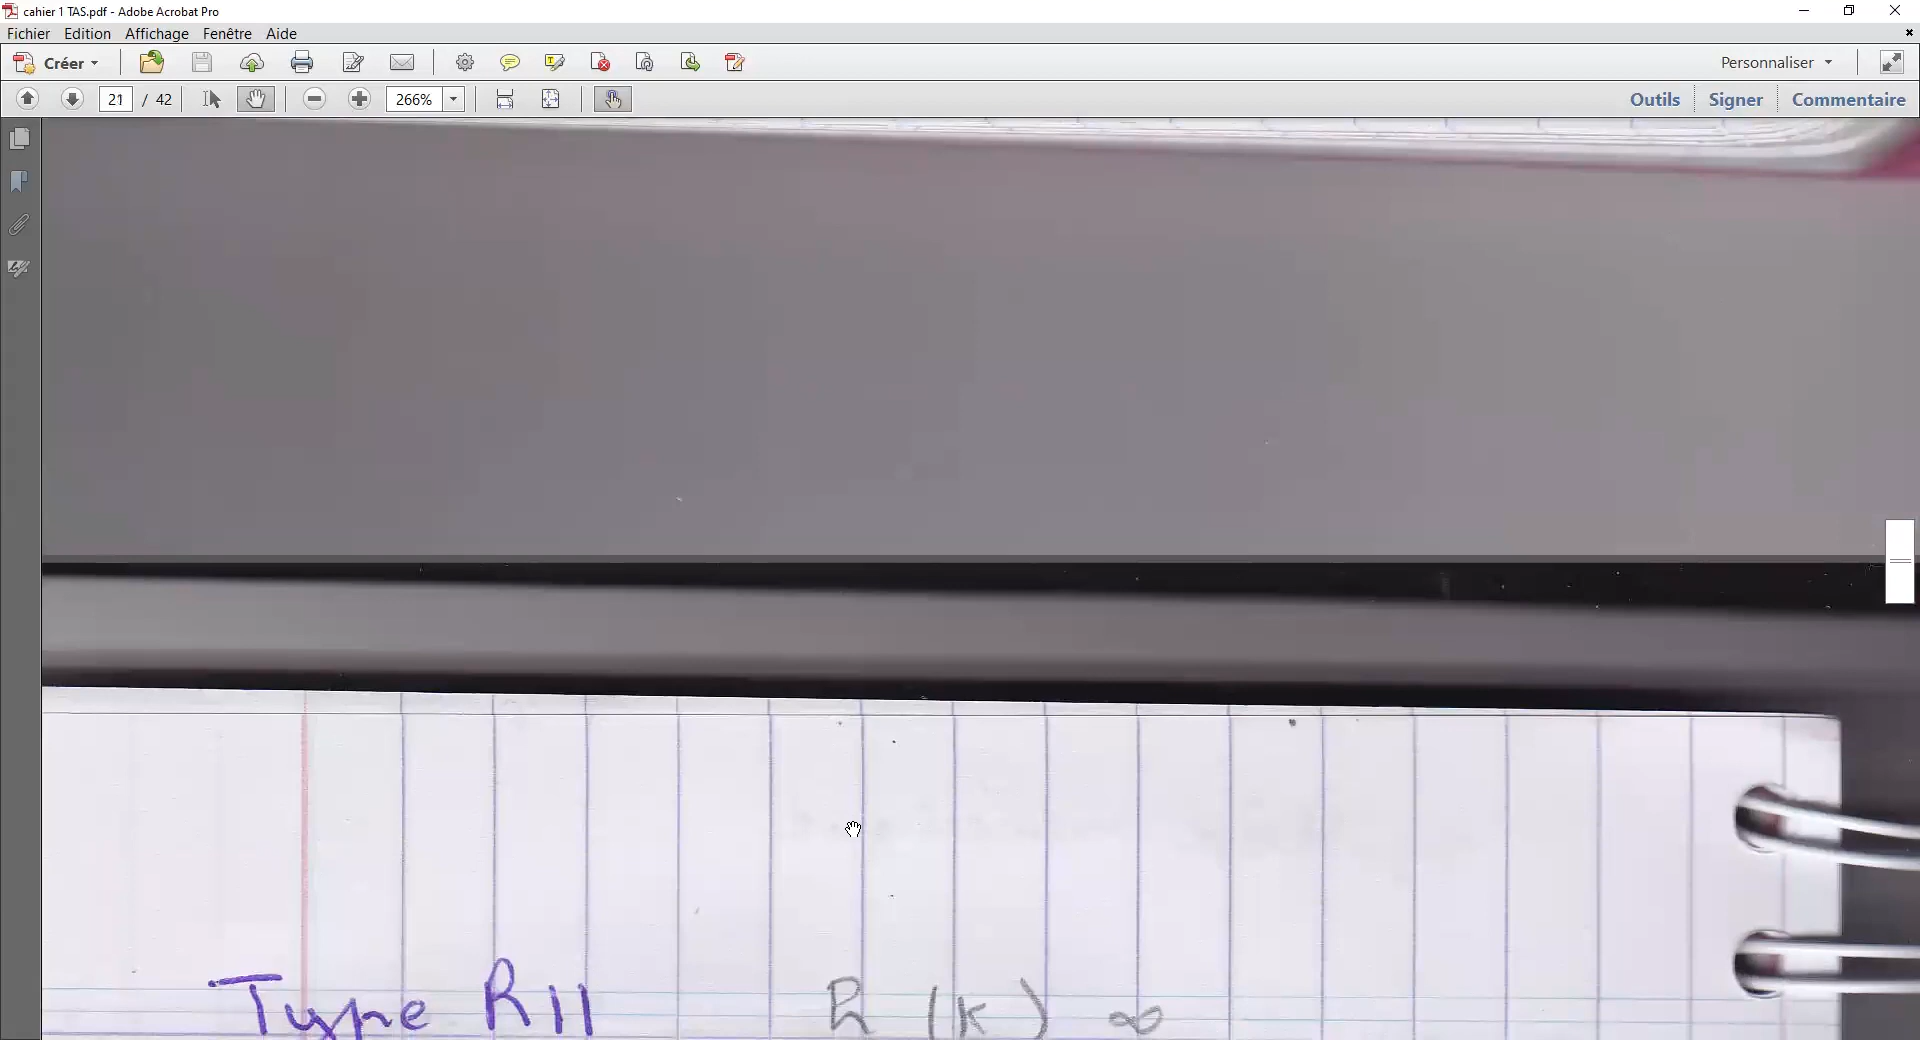 cahier 1 TAS.pdf - Adobe Acrobat Pro
Fichier Edition Affichage Fenêtre Aide
Créer Personnaliser
21 / 42 266% Outils Signer Commentaire
Type R11 R (k) ∞